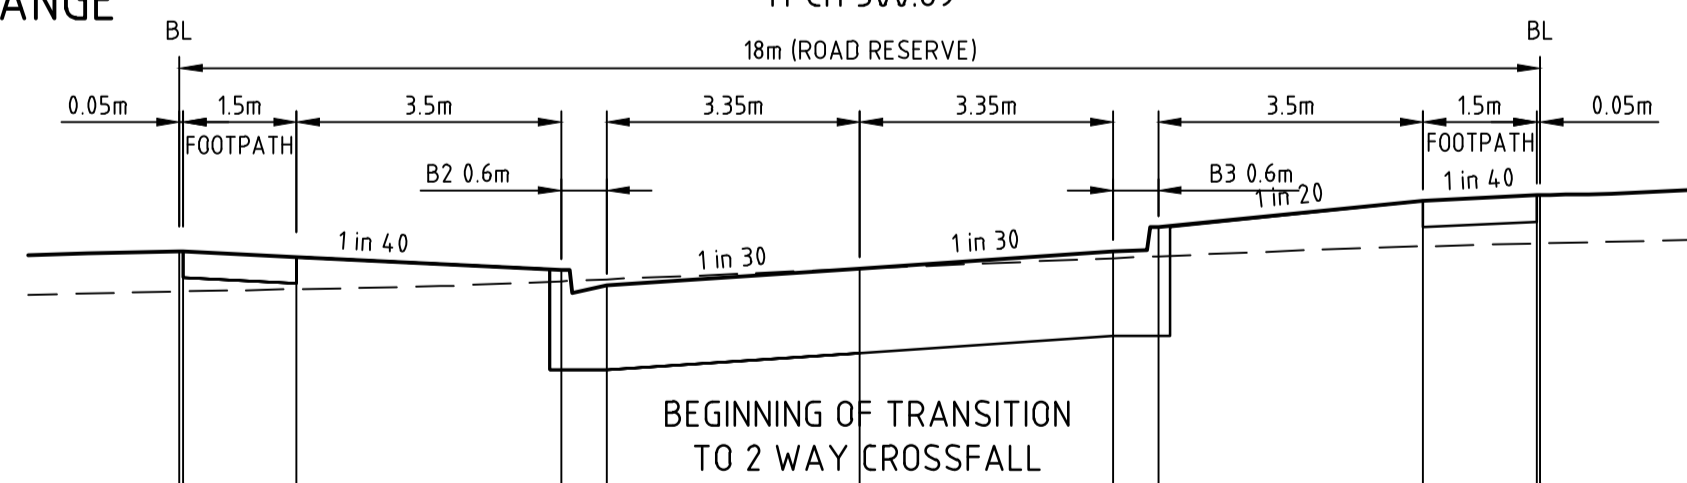 BL
BL
18m (ROAD RESERVE)
0.05m 1.5m 3.5m 3.35m 3.35m 3.5m 1.5m 0.05m
FOOTPATH
FOOTPATH
B2 0.6m
B3 0.6m
1 in 40
1 in 20
1 in 40
1 in 30
1 in 30
BEGINNING OF TRANSITION
TO 2 WAY CROSSFALL